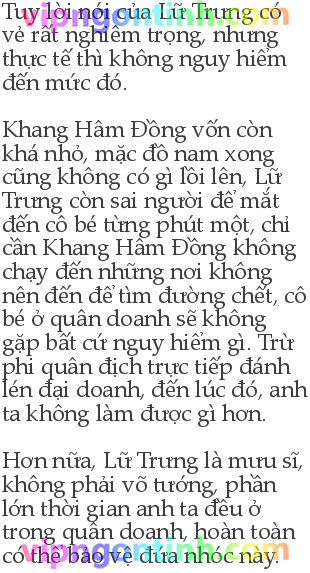 vipngontinh.com
Tuy lời nói của Lữ Trưng có
vẻ rất nghiêm trọng, nhưng
thực tế thì không nguy hiểm
đến mức đó.
Khang Hâm Đồng vốn còn
khá nhỏ, mặc đồ nam xong
cũng không có gì lồi lên, Lữ
Trưng còn sai người để mắt
đến cô bé từng phút một, chỉ
cần Khang Hâm Đồng không
chạy đến những nơi không
nên đến để tìm đường chết, cô
bé ở quân doanh sẽ không
gặp bất cứ nguy hiểm gì. Trừ
phi quân địch trực tiếp đánh
lén đại doanh, đến lúc đó, anh
ta không làm được gì hơn.
Hơn nữa, Lữ Trưng là mưu sĩ,
không phải võ tướng, phần
lớn thời gian anh ta đều ở
trong quân doanh, hoàn toàn
có thể bảo vệ đứa nhóc này.
vipngontinh.com